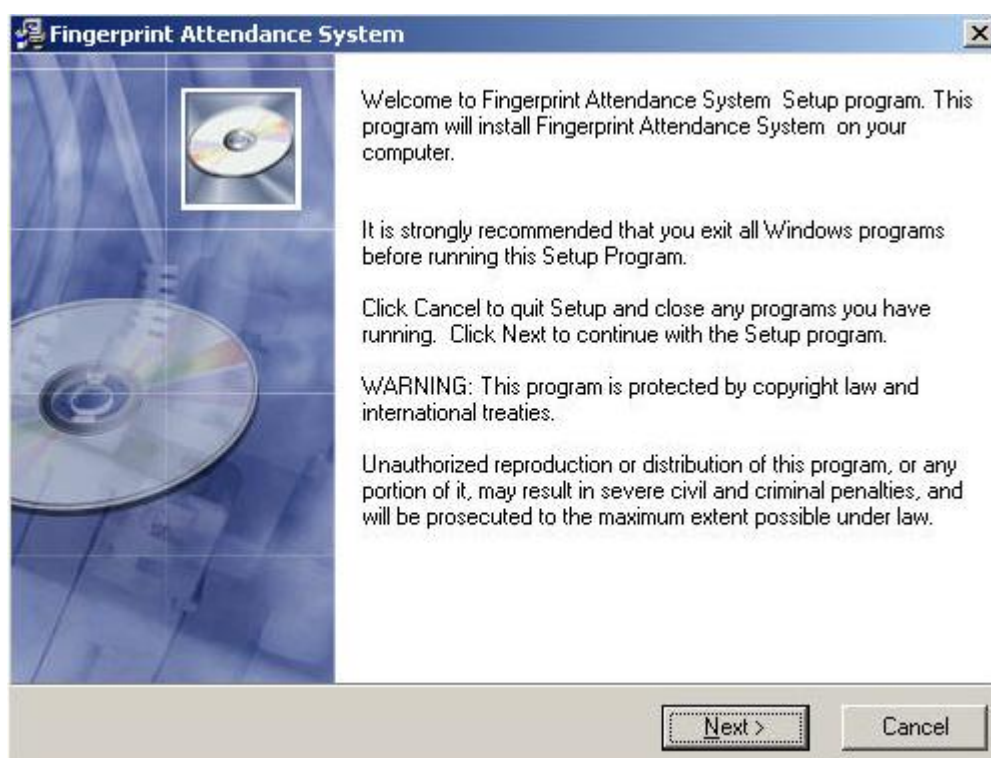 Fingerprint Attendance System
Welcome to Fingerprint Attendance System  Setup program. This
program will install Fingerprint Attendance System  on your
computer.
It is strongly recommended that you exit all Windows programs
before running this Setup Program.
Click Cancel to quit Setup and close any programs you have
running.  Click Next to continue with the Setup program.
WARNING: This program is protected by copyright law and
international treaties.
Unauthorized reproduction or distribution of this program, or any
portion of it, may result in severe civil and criminal penalties, and
will be prosecuted to the maximum extent possible under law.
Next > Cancel